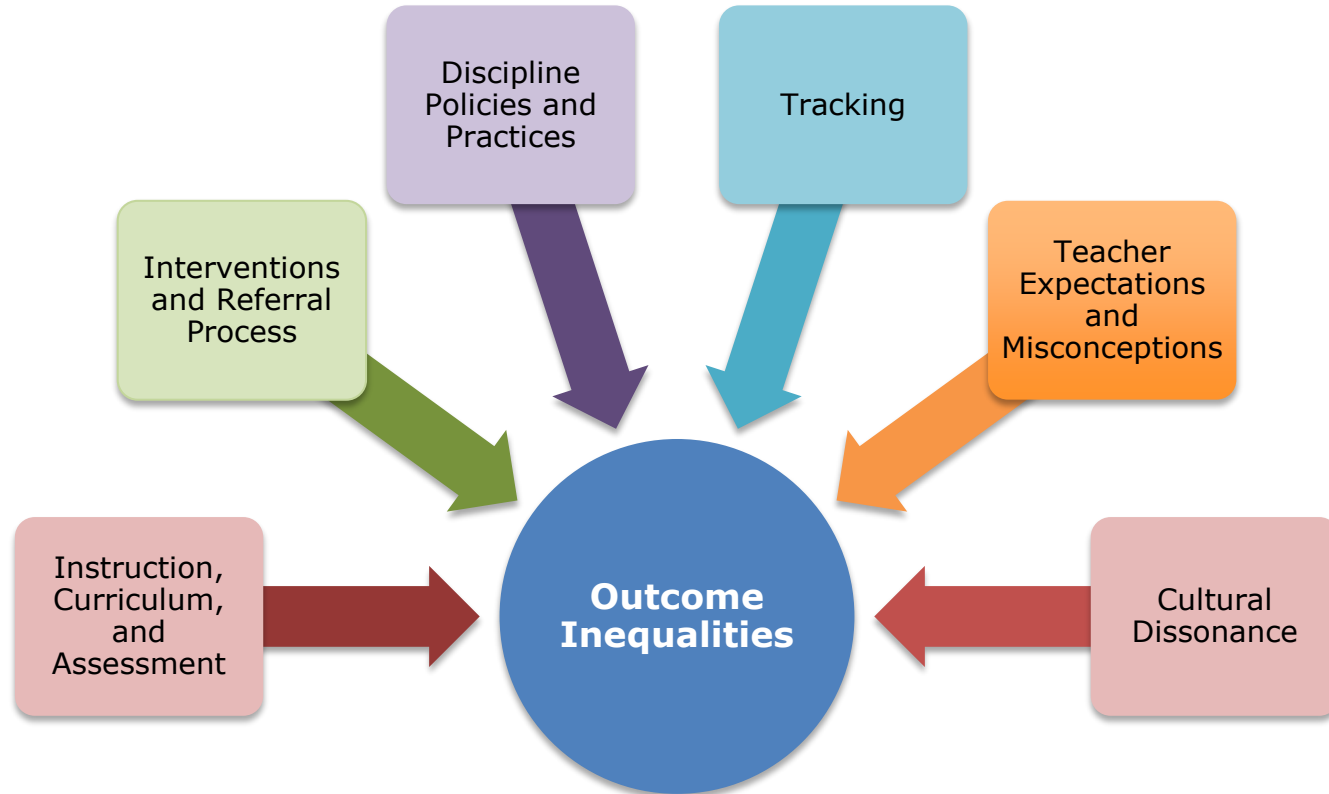 Discipline
Policies and
Practices
Tracking
Interventions
and Referral
Process
Teacher
Expectations
and
Misconceptions
Instruction,
Curriculum,
and
Assessment
Outcome
Inequalities
Cultural
Dissonance